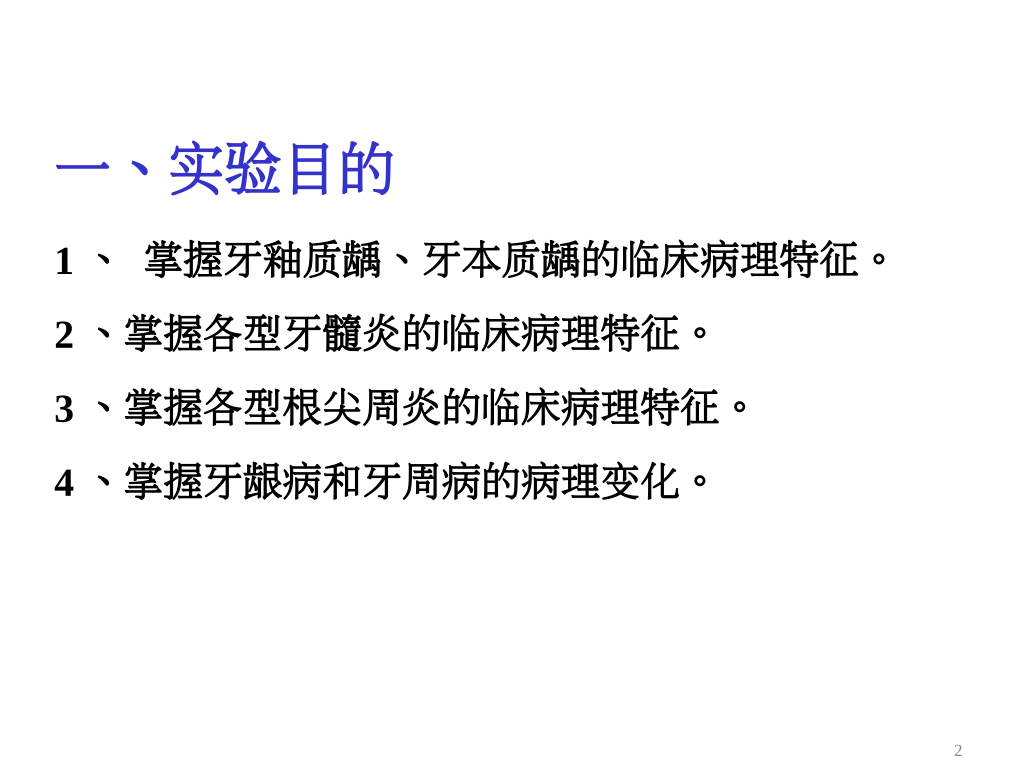 一、实验目的
1、 掌握牙釉质龋、牙本质龋的临床病理特征。
2、掌握各型牙髓炎的临床病理特征。
3、掌握各型根尖周炎的临床病理特征。
4、掌握牙龈病和牙周病的病理变化。
2